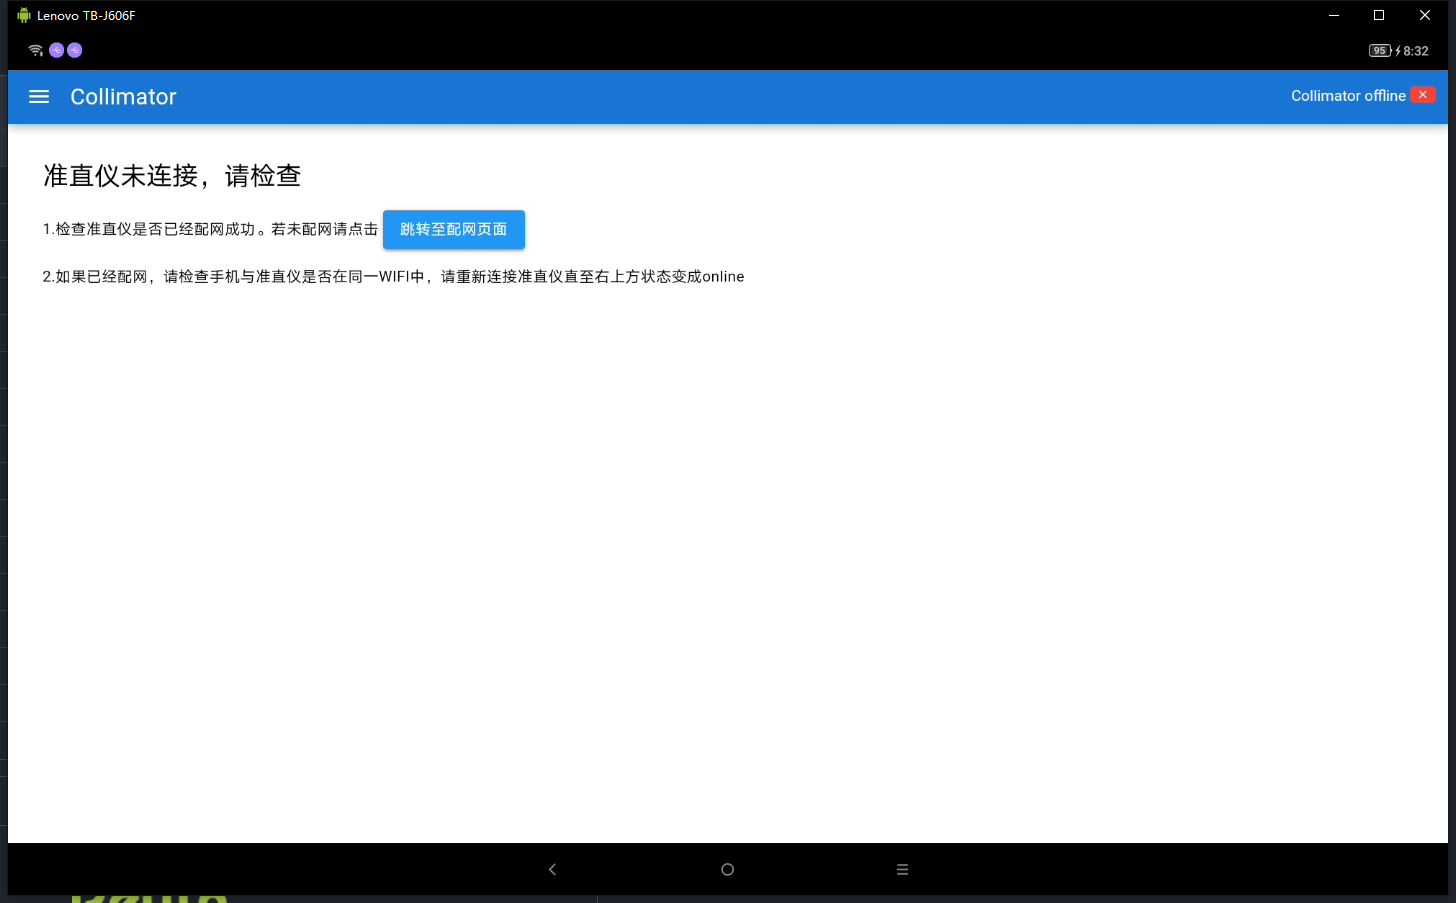 Lenovo TB-J606F
95 8:32
Collimator
Collimator offline
准直仪未连接，请检查
1.检查准直仪是否已经配网成功。若未配网请点击 跳转至配网页面
2.如果已经配网，请检查手机与准直仪是否在同一WIFI中，请重新连接准直仪直至右上方状态变成online